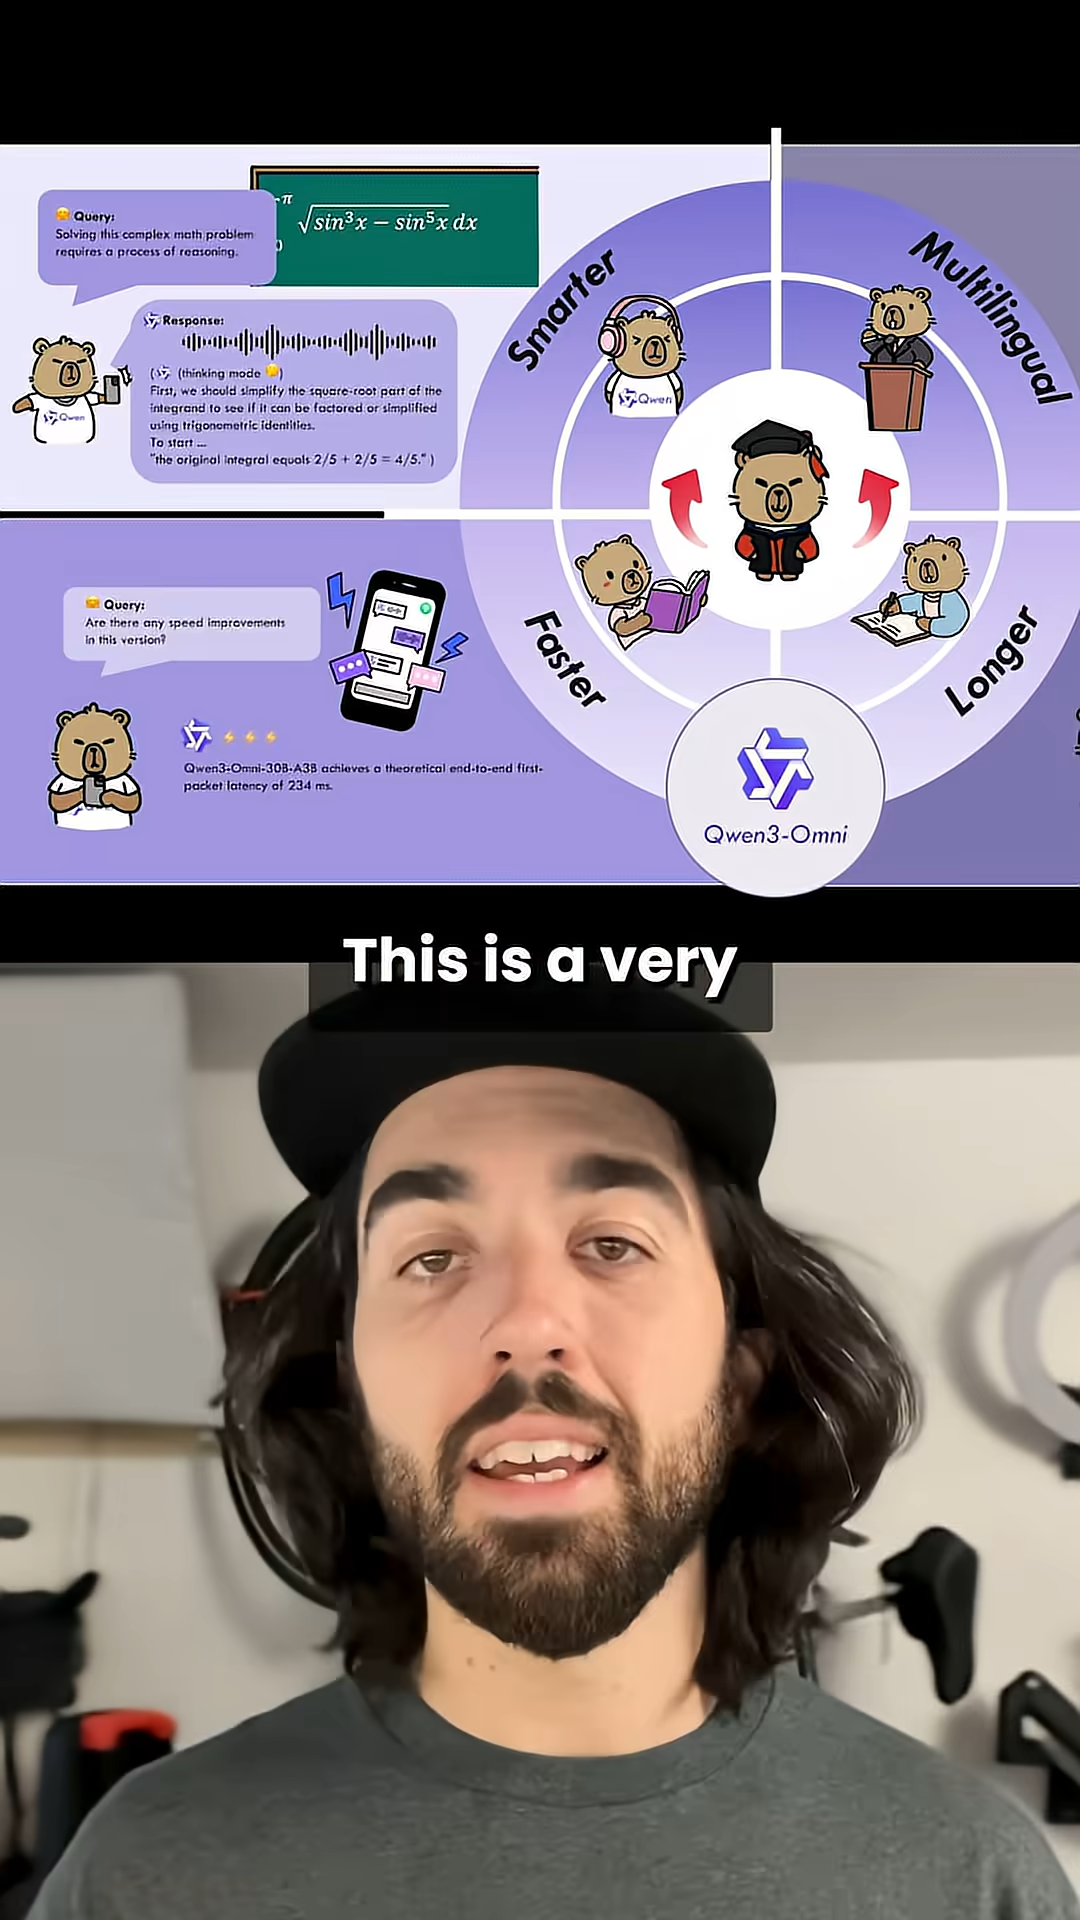 π
0
√sin³x − sin⁵x dx
Query:
Solving this complex math problem
requires a process of reasoning.
Response:
( (thinking mode )
First, we should simplify the square-root part of the
integrand to see if it can be factored or simplified
using trigonometric identities.
To start ...
"the original integral equals 2/5 + 2/5 = 4/5." )
Qwen
Smarter
Multilingual
Qwen
Faster
Longer
Query:
Are there any speed improvements
in this version?
Qwen3-Omni-30B-A3B achieves a theoretical end-to-end first-
packet latency of 234 ms.
Qwen3-Omni
This is a very